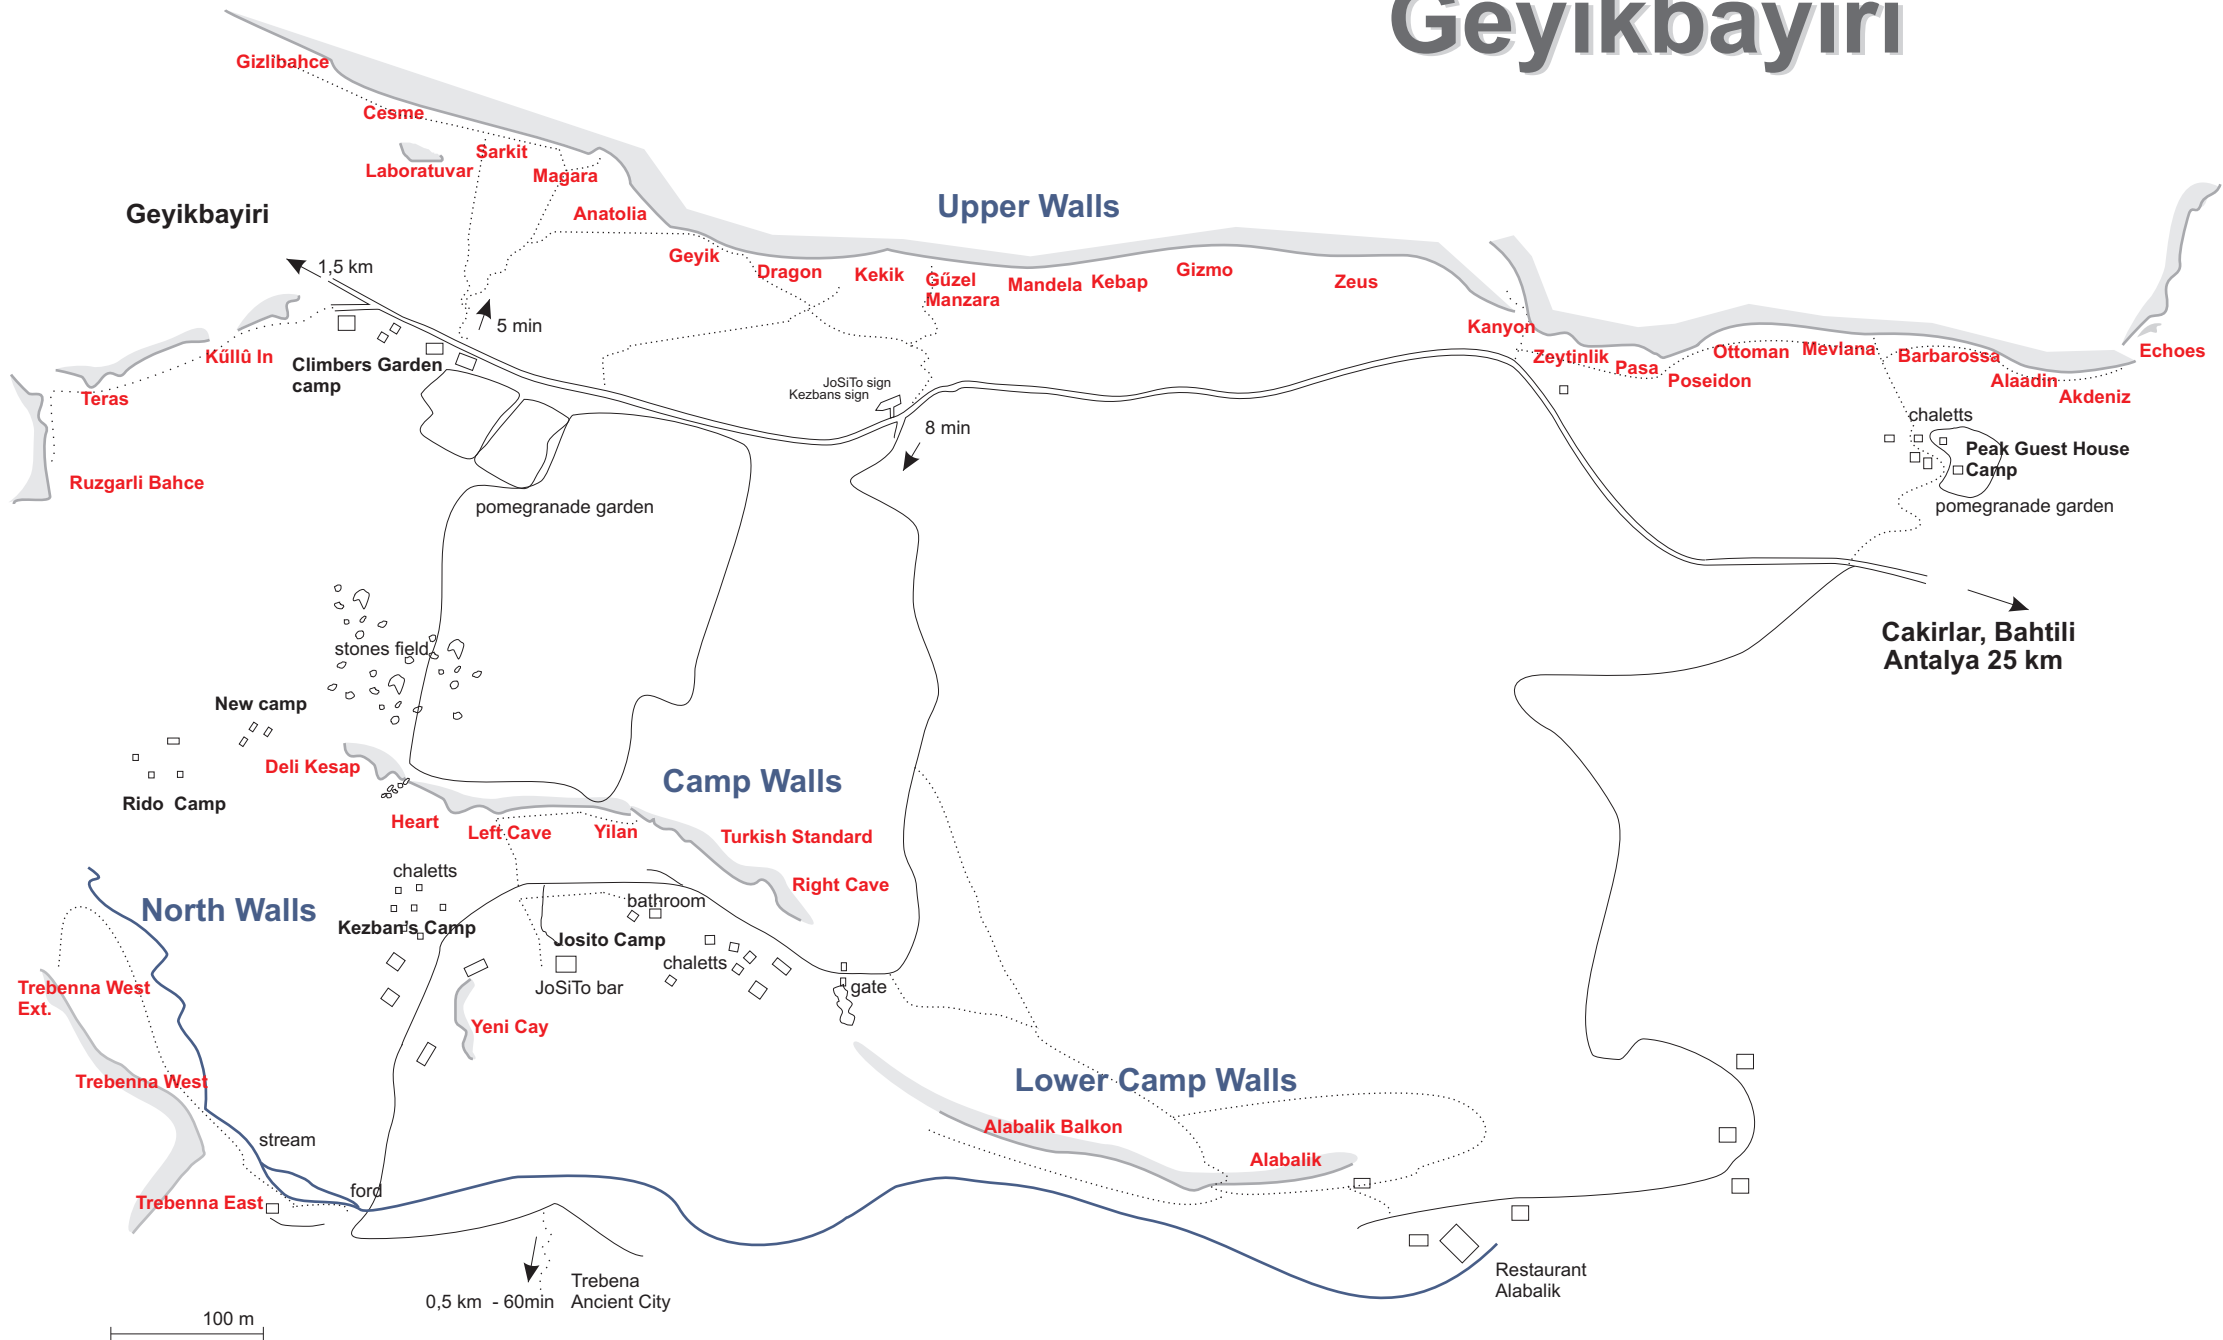 Geyikbayiri
Gizlibahce
Cesme
Sarkit
Laboratuvar
Magara
Anatolia
Upper Walls
Geyikbayiri
Geyik
Dragon
Kekik
Gűzel
Manzara
Mandela
Kebap
Gizmo
Zeus
1,5 km
5 min
Kanyon
Zeytinlik
Pasa
Poseidon
Ottoman
Mevlana
Barbarossa
Alaadin
Akdeniz
Echoes
Kűllû In
Climbers Garden
camp
Teras
Ruzgarli Bahce
JoSiTo sign
Kezbans sign
8 min
chaletts
Peak Guest House
Camp
pomegranade garden
pomegranade garden
Cakirlar, Bahtili
Antalya 25 km
stones field
New camp
Rido Camp
Deli Kesap
Camp Walls
Heart
Left Cave
Yilan
Turkish Standard
Right Cave
chaletts
North Walls
Kezban's Camp
bathroom
Josito Camp
chaletts
JoSiTo bar
gate
Trebenna West
Ext.
Yeni Cay
Trebenna West
Lower Camp Walls
Alabalik Balkon
Alabalik
stream
ford
Trebenna East
Trebena
Ancient City
0,5 km - 60min
Restaurant
Alabalik
100 m